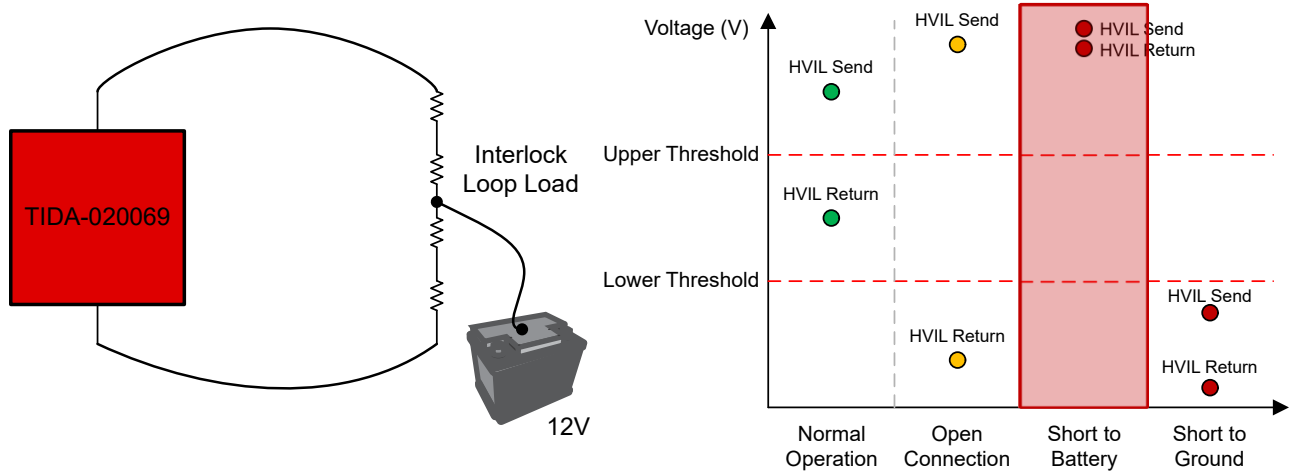 TIDA-020069
Interlock
Loop Load
12V
Voltage (V)
HVIL Send
HVIL Send
HVIL Send
HVIL Return
Upper Threshold
HVIL Return
Lower Threshold
HVIL Send
HVIL Return
HVIL Return
Normal
Operation
Open
Connection
Short to
Battery
Short to
Ground